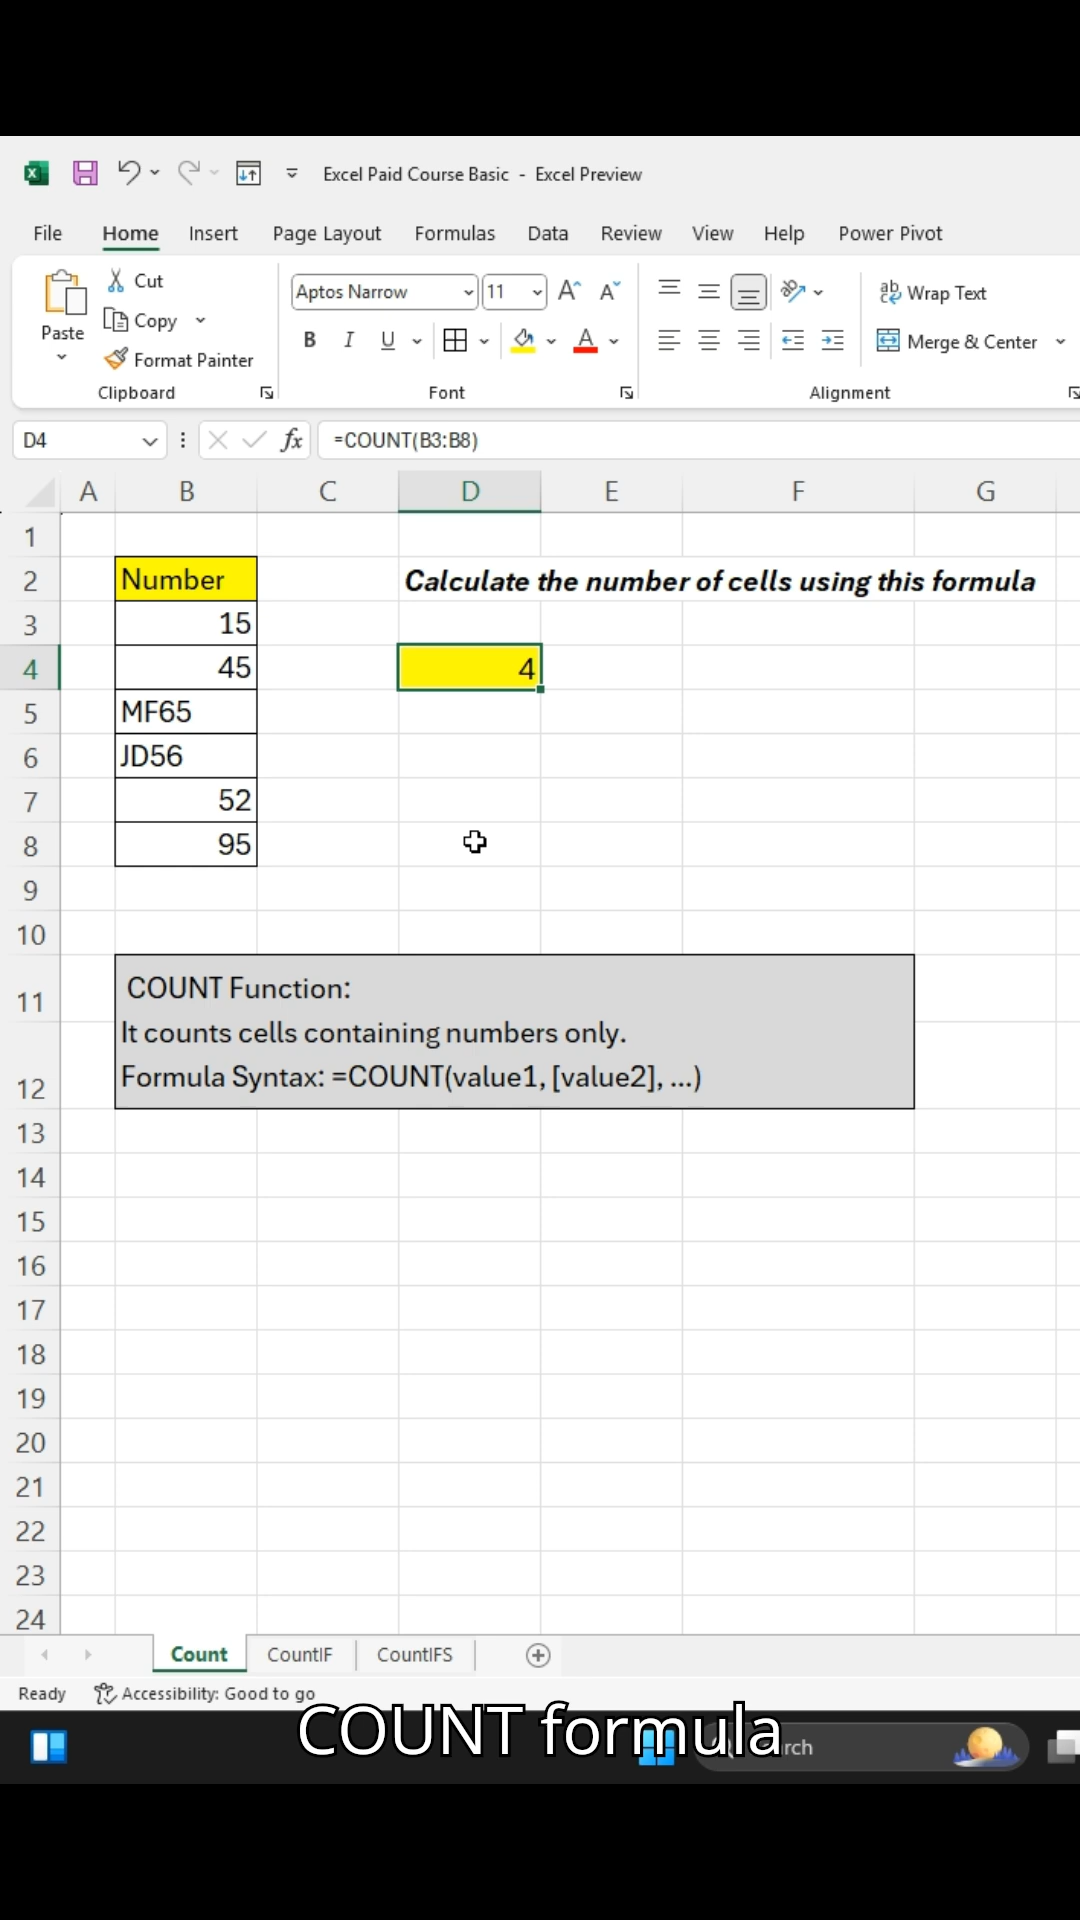 Excel Paid Course Basic - Excel Preview
File Home Insert Page Layout Formulas Data Review View Help Power Pivot
Paste
Cut
Copy
Format Painter
Clipboard
Aptos Narrow 11
B I U
Font
Wrap Text
Merge & Center
Alignment
D4 fx =COUNT(B3:B8)
A B C D E F G
1
2 Number Calculate the number of cells using this formula
3 15
4 45 4
5 MF65
6 JD56
7 52
8 95
9
10
11 COUNT Function:
It counts cells containing numbers only.
12 Formula Syntax: =COUNT(value1, [value2], ...)
13
14
15
16
17
18
19
20
21
22
23
24
Count CountIF CountIFS
Ready Accessibility: Good to go
COUNT formula